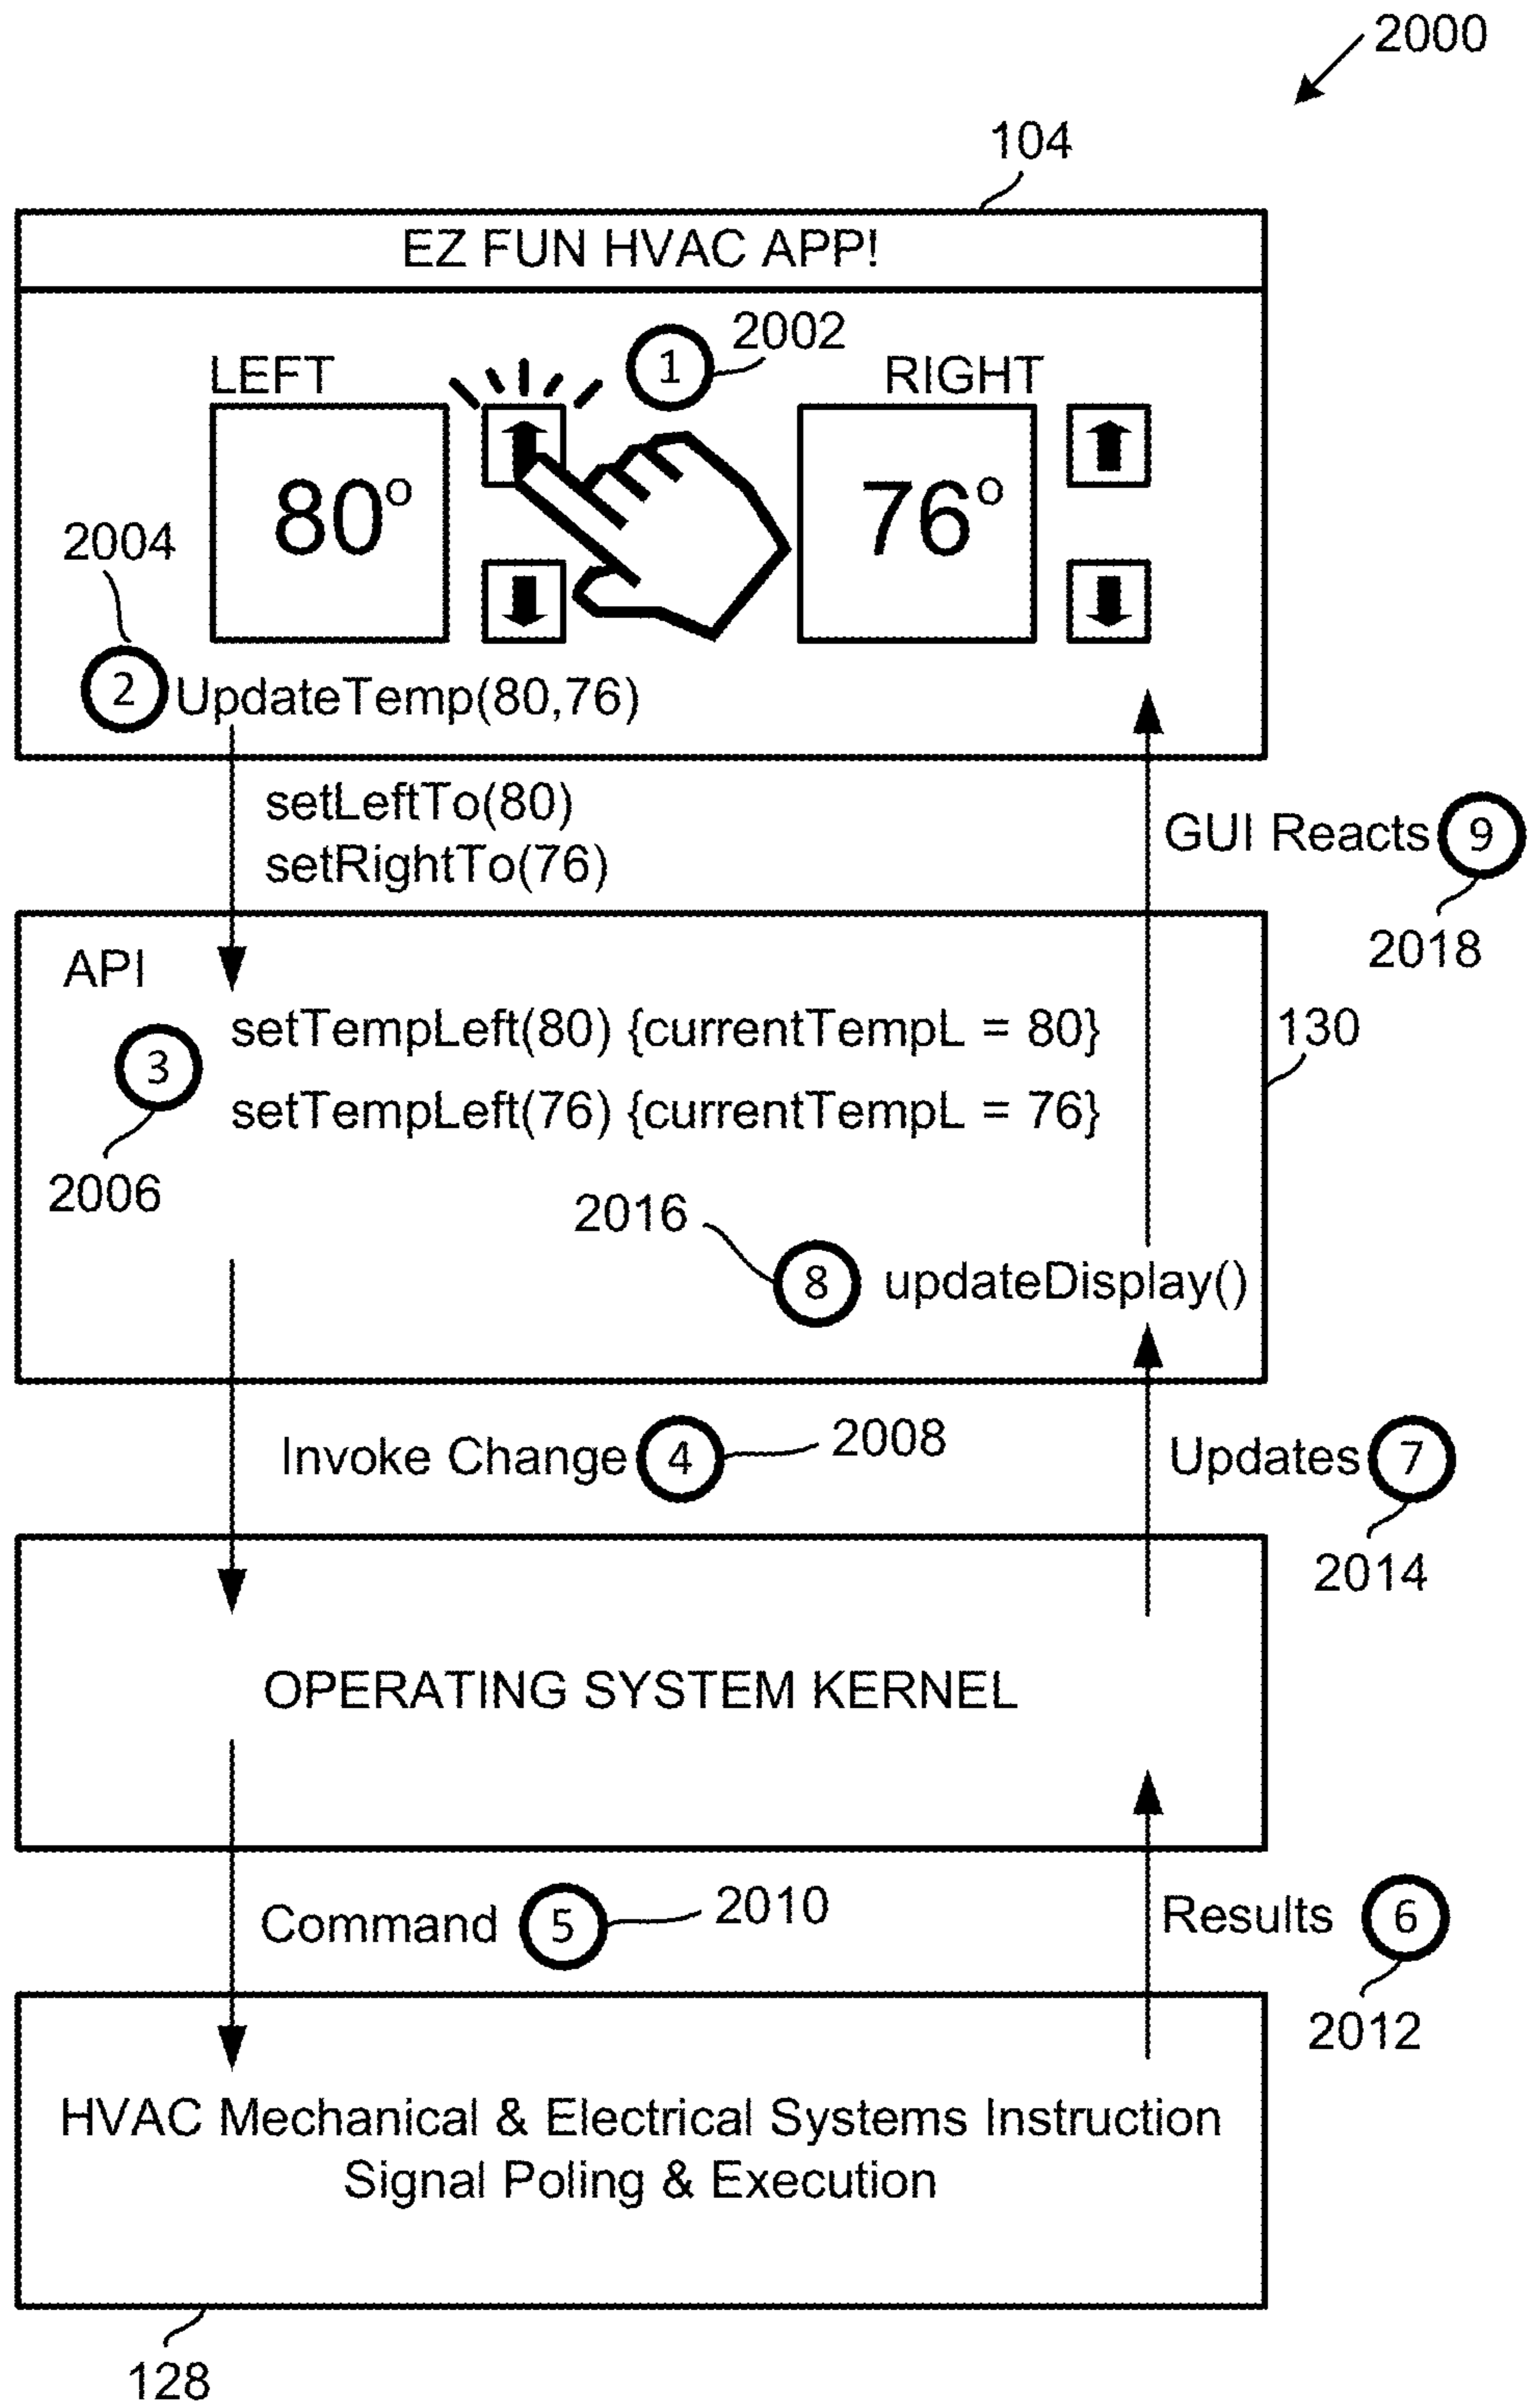 2000
104
EZ FUN HVAC APP!
1 2002
LEFT
RIGHT
80°
76°
2004
2 UpdateTemp(80,76)
setLeftTo(80)
setRightTo(76)
GUI Reacts 9
2018
API
130
3
setTempLeft(80) {currentTempL = 80}
setTempLeft(76) {currentTempL = 76}
2006
2016
8 updateDisplay()
Invoke Change 4 2008
Updates 7
2014
OPERATING SYSTEM KERNEL
Command 5 2010
Results 6
2012
HVAC Mechanical & Electrical Systems Instruction
Signal Poling & Execution
128